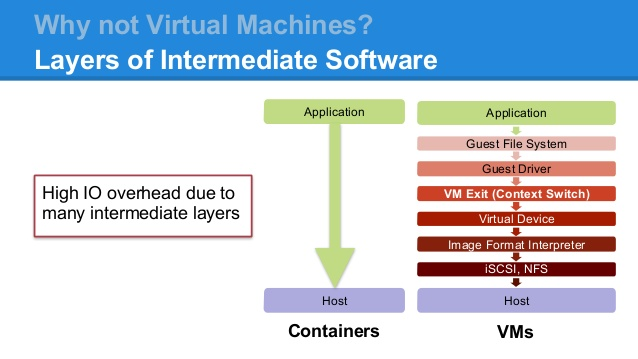 Why not Virtual Machines?
Layers of Intermediate Software
High IO overhead due to
many intermediate layers
Application
Host
Containers
Application
Guest File System
Guest Driver
VM Exit (Context Switch)
Virtual Device
Image Format Interpreter
iSCSI, NFS
Host
VMs